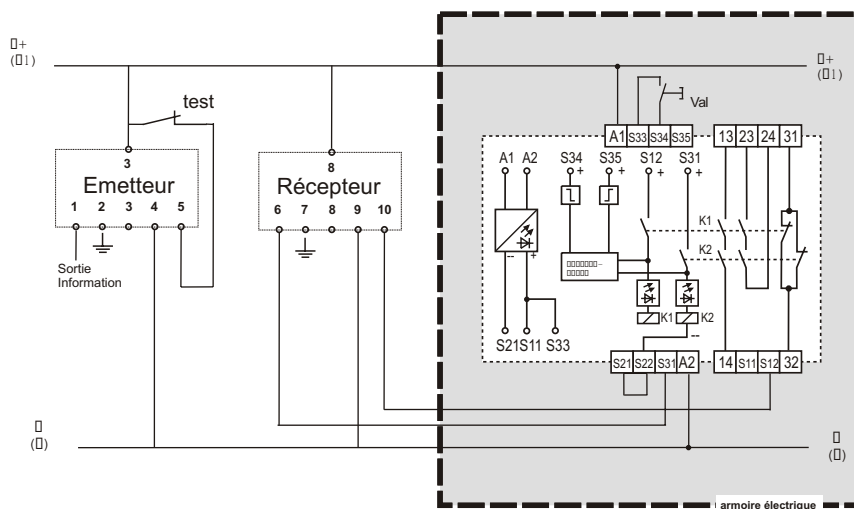 +
(1)
test
3
Emetteur
1 2 3 4 5
Sortie
Information
8
Récepteur
6 7 8 9 10
+
(1)
Val
A1 S33 S34 S35
13 23 24 31
A1 A2 S34 S35 S12 S31
+ + + +
K1
K2
-- +
K1 K2
--
S21 S11 S33
S21 S22 S31 A2
14 S11 S12 32
()
()
armoire électrique